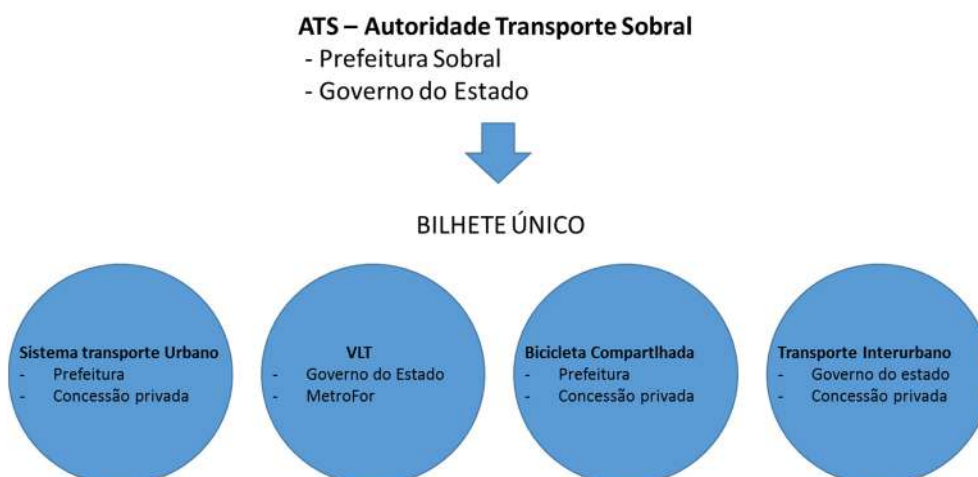 ATS – Autoridade Transporte Sobral
- Prefeitura Sobral
- Governo do Estado
BILHETE ÚNICO
Sistema transporte Urbano
- Prefeitura
- Concessão privada
VLT
- Governo do Estado
- MetroFor
Bicicleta Compartlhada
- Prefeitura
- Concessão privada
Transporte Interurbano
- Governo do estado
- Concessão privada